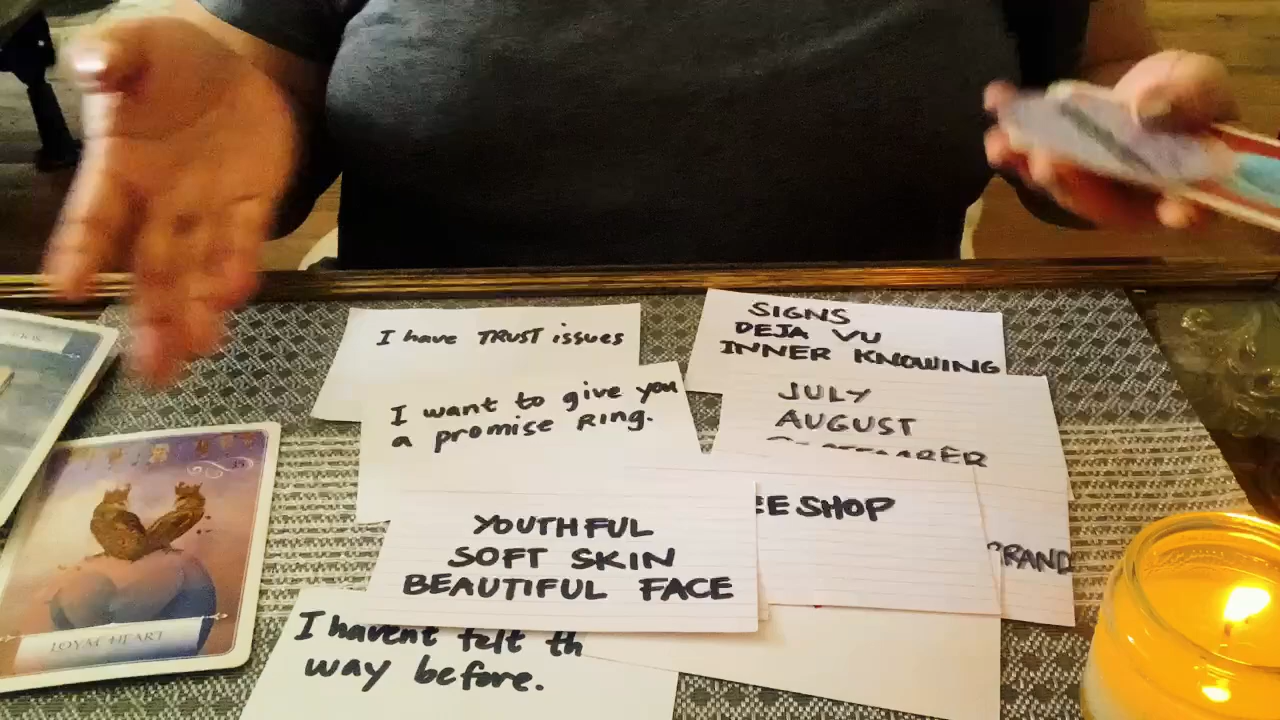 I have TRUST issues
I want to give you
a promise Ring.
YOUTHFUL
SOFT SKIN
BEAUTIFUL FACE
I havent felt th
way before.
SIGNS
DEJA VU
INNER KNOWING
JULY
AUGUST
EE SHOP
RAND
LOYAL HEART